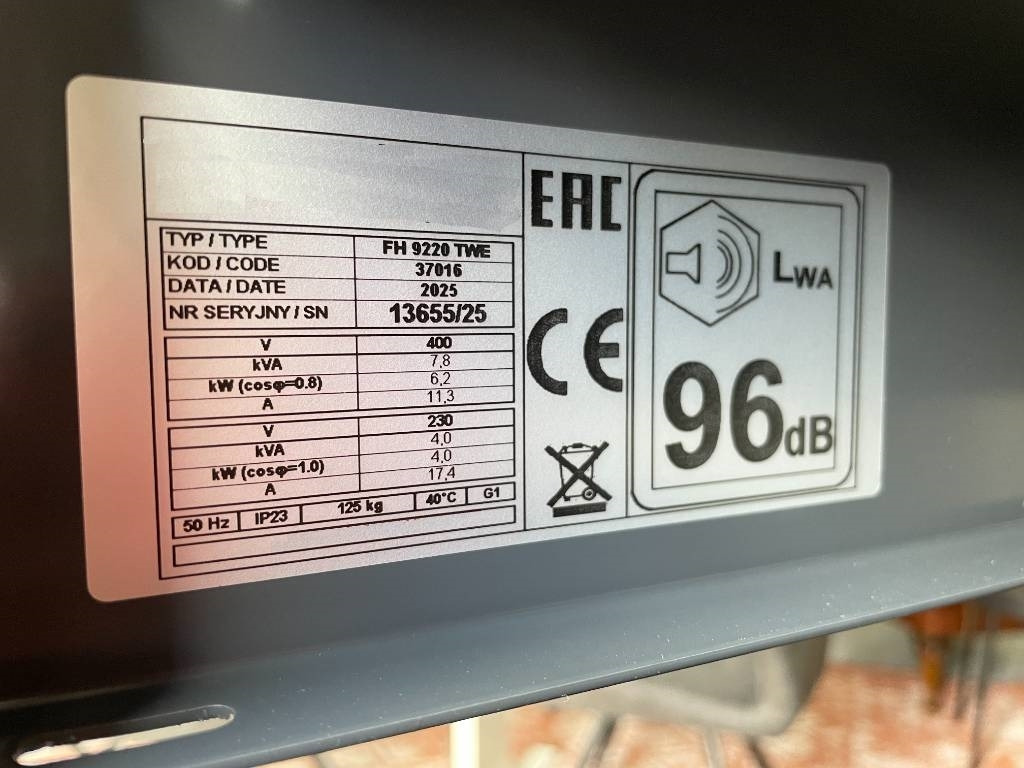 TYP / TYPE FH 9220 TWE
KOD / CODE 37016
DATA / DATE 2025
NR SERYJNY / SN 13655/25
V 400
kVA 7,8
kW (cosφ=0.8) 6,2
A 11,3
V 230
kVA 4,0
kW (cosφ=1.0) 4,0
A 17,4
50 Hz IP23 125 kg 40°C G1
EAC
CE
LWA
96dB